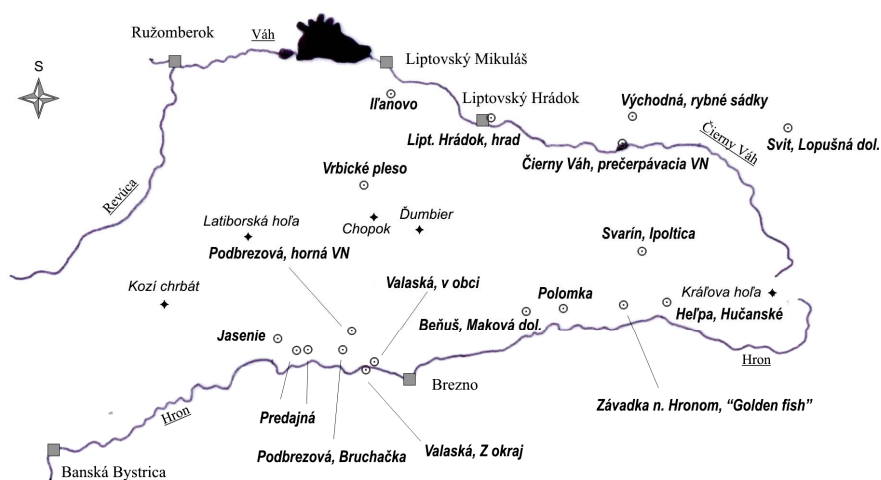 Ružomberok
Váh
Liptovský Mikuláš
S
Iľanovo
Liptovský Hrádok
Východná, rybné sádky
Lipt. Hrádok, hrad
Čierny Váh
Svit, Lopušná dol.
Čierny Váh, prečerpávacia VN
Vrbické pleso
Revúca
Latiborská hoľa
Chopok
Ďumbier
Podbrezová, horná VN
Svarín, Ipoltica
Kozí chrbát
Valaská, v obci
Polomka
Kráľova hoľa
Beňuš, Maková dol.
Heľpa, Hučanské
Jasenie
Hron
Brezno
Hron
Predajná
Závadka n. Hronom, “Golden fish”
Podbrezová, Bruchačka
Valaská, Z okraj
Banská Bystrica